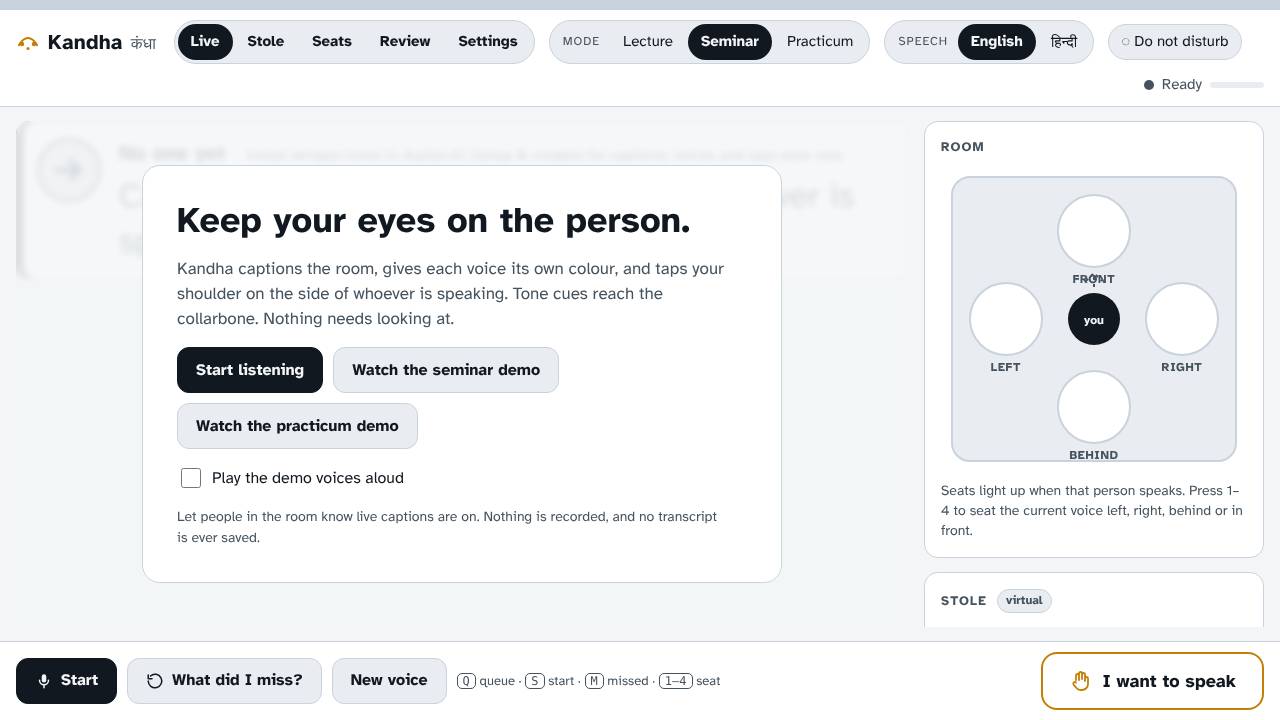 Kandha कंधा
Live Stole Seats Review Settings
MODE Lecture Seminar Practicum
SPEECH English हिन्दी
Do not disturb
Ready
No one yet
Keep your eyes on the person.
Kandha captions the room, gives each voice its own colour, and taps your
shoulder on the side of whoever is speaking. Tone cues reach the
collarbone. Nothing needs looking at.
Start listening
Watch the seminar demo
Watch the practicum demo
Play the demo voices aloud
Let people in the room know live captions are on. Nothing is recorded, and no transcript
is ever saved.
ROOM
FRONT
you
LEFT
RIGHT
BEHIND
Seats light up when that person speaks. Press 1–
4 to seat the current voice left, right, behind or in
front.
STOLE virtual
Start
What did I miss?
New voice
Q queue · S start · M missed · 1–4 seat
I want to speak